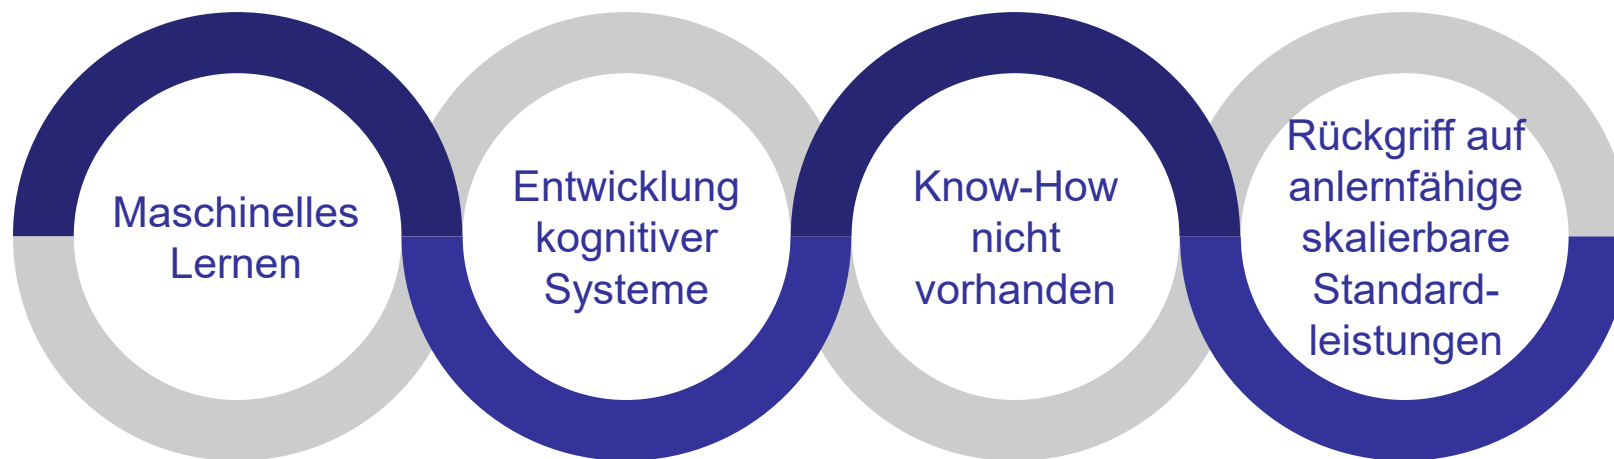 Maschinelles
Lernen
Entwicklung
kognitiver
Systeme
Know-How
nicht
vorhanden
Rückgriff auf
anlernfähige
skalierbare
Standard-
leistungen